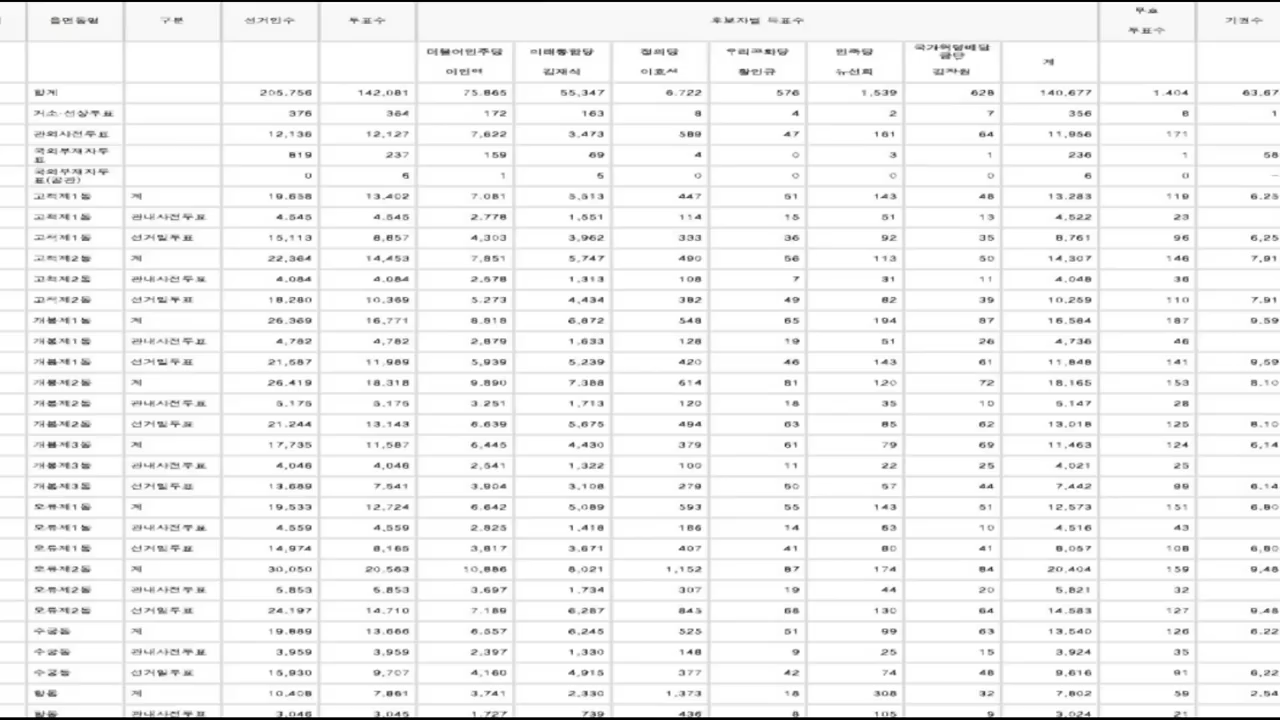 읍면동명 구분 선거인수 투표수 후보자별 득표수 무효 투표수 기권수
더불어민주당 미래통합당 정의당 우리공화당 민중당 국가혁명배당금단 계
이인영 김재식 이호성 유선희
합계 205,756 142,081 75,865 55,347 6,722 576 1,539 628 140,677 1,404 63,67
거소·선상투표 376 364 172 163 8 4 2 7 356 8 1
관외사전투표 12,136 12,127 7,622 3,473 589 47 161 64 11,956 171
국외부재자투표 819 237 159 69 4 0 3 1 236 1 58
국외부재자투표(공관) 0 6 1 5 0 0 0 0 6 0 -
고척제1동 계 19,658 13,402 7,081 5,513 447 51 143 48 13,283 119 6,25
고척제1동 관내사전투표 4,545 4,545 2,778 1,551 114 15 51 13 4,522 23
고척제1동 선거일투표 15,113 8,857 4,303 3,962 333 36 92 35 8,761 96 6,25
고척제2동 계 22,364 14,453 7,851 5,747 490 56 113 50 14,307 146 7,91
고척제2동 관내사전투표 4,084 4,084 2,578 1,313 108 7 31 11 4,048 36
고척제2동 선거일투표 18,280 10,369 5,273 4,434 382 49 82 39 10,259 110 7,91
개봉제1동 계 26,369 16,771 8,818 6,872 548 65 194 87 16,584 187 9,59
개봉제1동 관내사전투표 4,782 4,782 2,879 1,633 128 19 51 26 4,736 46
개봉제1동 선거일투표 21,587 11,989 5,939 5,239 420 46 143 61 11,848 141 9,59
개봉제2동 계 26,419 18,318 9,890 7,388 614 81 120 72 18,165 153 8,10
개봉제2동 관내사전투표 5,175 5,175 3,251 1,713 120 18 35 10 5,147 28
개봉제2동 선거일투표 21,244 13,143 6,639 5,675 494 63 85 62 13,018 125 8,10
개봉제3동 계 17,735 11,587 6,445 4,430 379 61 79 69 11,463 124 6,14
개봉제3동 관내사전투표 4,046 4,046 2,541 1,322 100 11 22 25 4,021 25
개봉제3동 선거일투표 13,689 7,541 3,904 3,108 279 50 57 44 7,442 99 6,14
오류제1동 계 19,533 12,724 6,642 5,089 593 55 143 51 12,573 151 6,80
오류제1동 관내사전투표 4,559 4,559 2,825 1,418 186 14 63 10 4,516 43
오류제1동 선거일투표 14,974 8,165 3,817 3,671 407 41 80 41 8,057 108 6,80
오류제2동 계 30,050 20,563 10,886 8,021 1,152 87 174 84 20,404 159 9,48
오류제2동 관내사전투표 5,853 5,853 3,697 1,734 307 19 44 20 5,821 32
오류제2동 선거일투표 24,197 14,710 7,189 6,287 845 68 130 64 14,583 127 9,48
수궁동 계 19,889 13,666 6,557 6,245 525 51 99 63 13,540 126 6,22
수궁동 관내사전투표 3,959 3,959 2,397 1,330 148 9 25 15 3,924 35
수궁동 선거일투표 15,930 9,707 4,160 4,915 377 42 74 48 9,616 91 6,22
항동 계 10,408 7,861 3,741 2,330 1,373 18 308 32 7,802 59 2,54
항동 관내사전투표 3,046 3,045 1,727 739 436 8 105 9 3,024 21